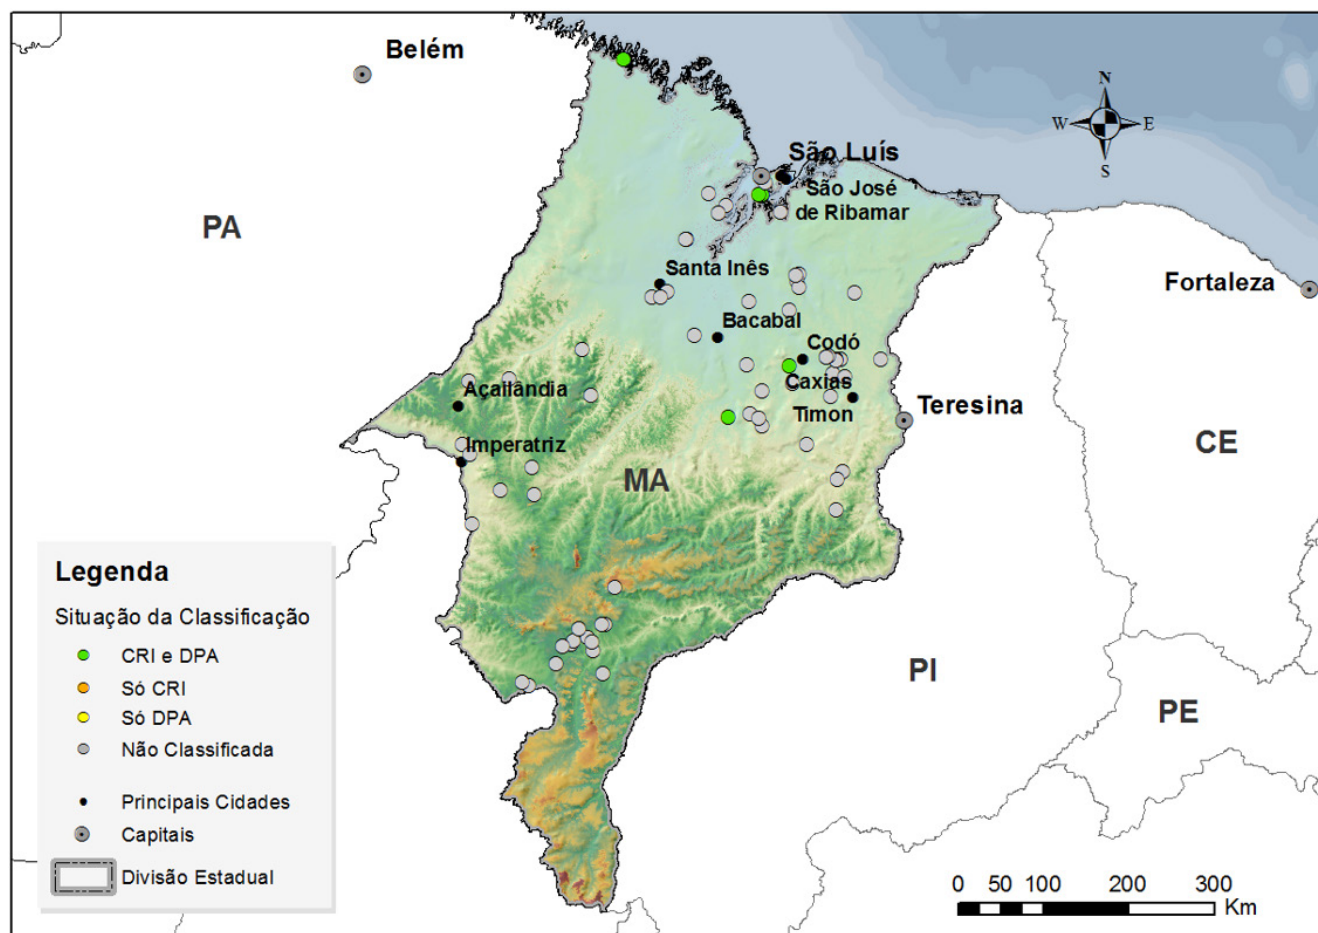 Belém
N
W
E
S
São Luís
São José
de Ribamar
PA
Santa Inês
Fortaleza
Bacabal
Codó
Açailândia
Caxias
Teresina
Timon
Imperatriz
CE
MA
Legenda
Situação da Classificação
CRI e DPA
Só CRI
Só DPA
Não Classificada
Principais Cidades
Capitais
Divisão Estadual
PI
PE
0 50 100 200 300
Km